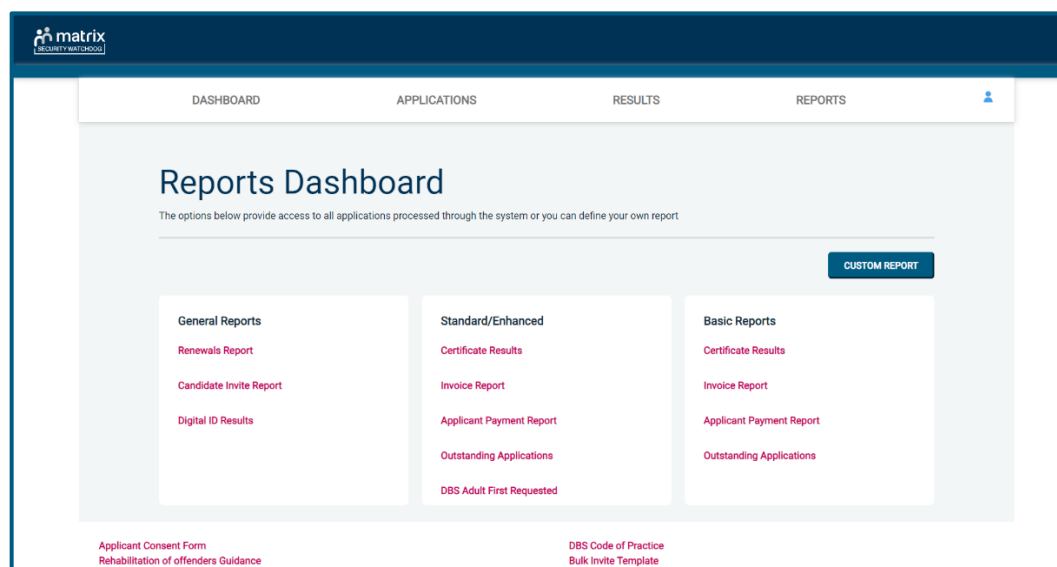 matrix
SECURITY WATCHDOG
DASHBOARD
APPLICATIONS
RESULTS
REPORTS
Reports Dashboard
The options below provide access to all applications processed through the system or you can define your own report
CUSTOM REPORT
General Reports
Renewals Report
Candidate Invite Report
Digital ID Results
Standard/Enhanced
Certificate Results
Invoice Report
Applicant Payment Report
Outstanding Applications
DBS Adult First Requested
Basic Reports
Certificate Results
Invoice Report
Applicant Payment Report
Outstanding Applications
Applicant Consent Form
Rehabilitation of offenders Guidance
DBS Code of Practice
Bulk Invite Template